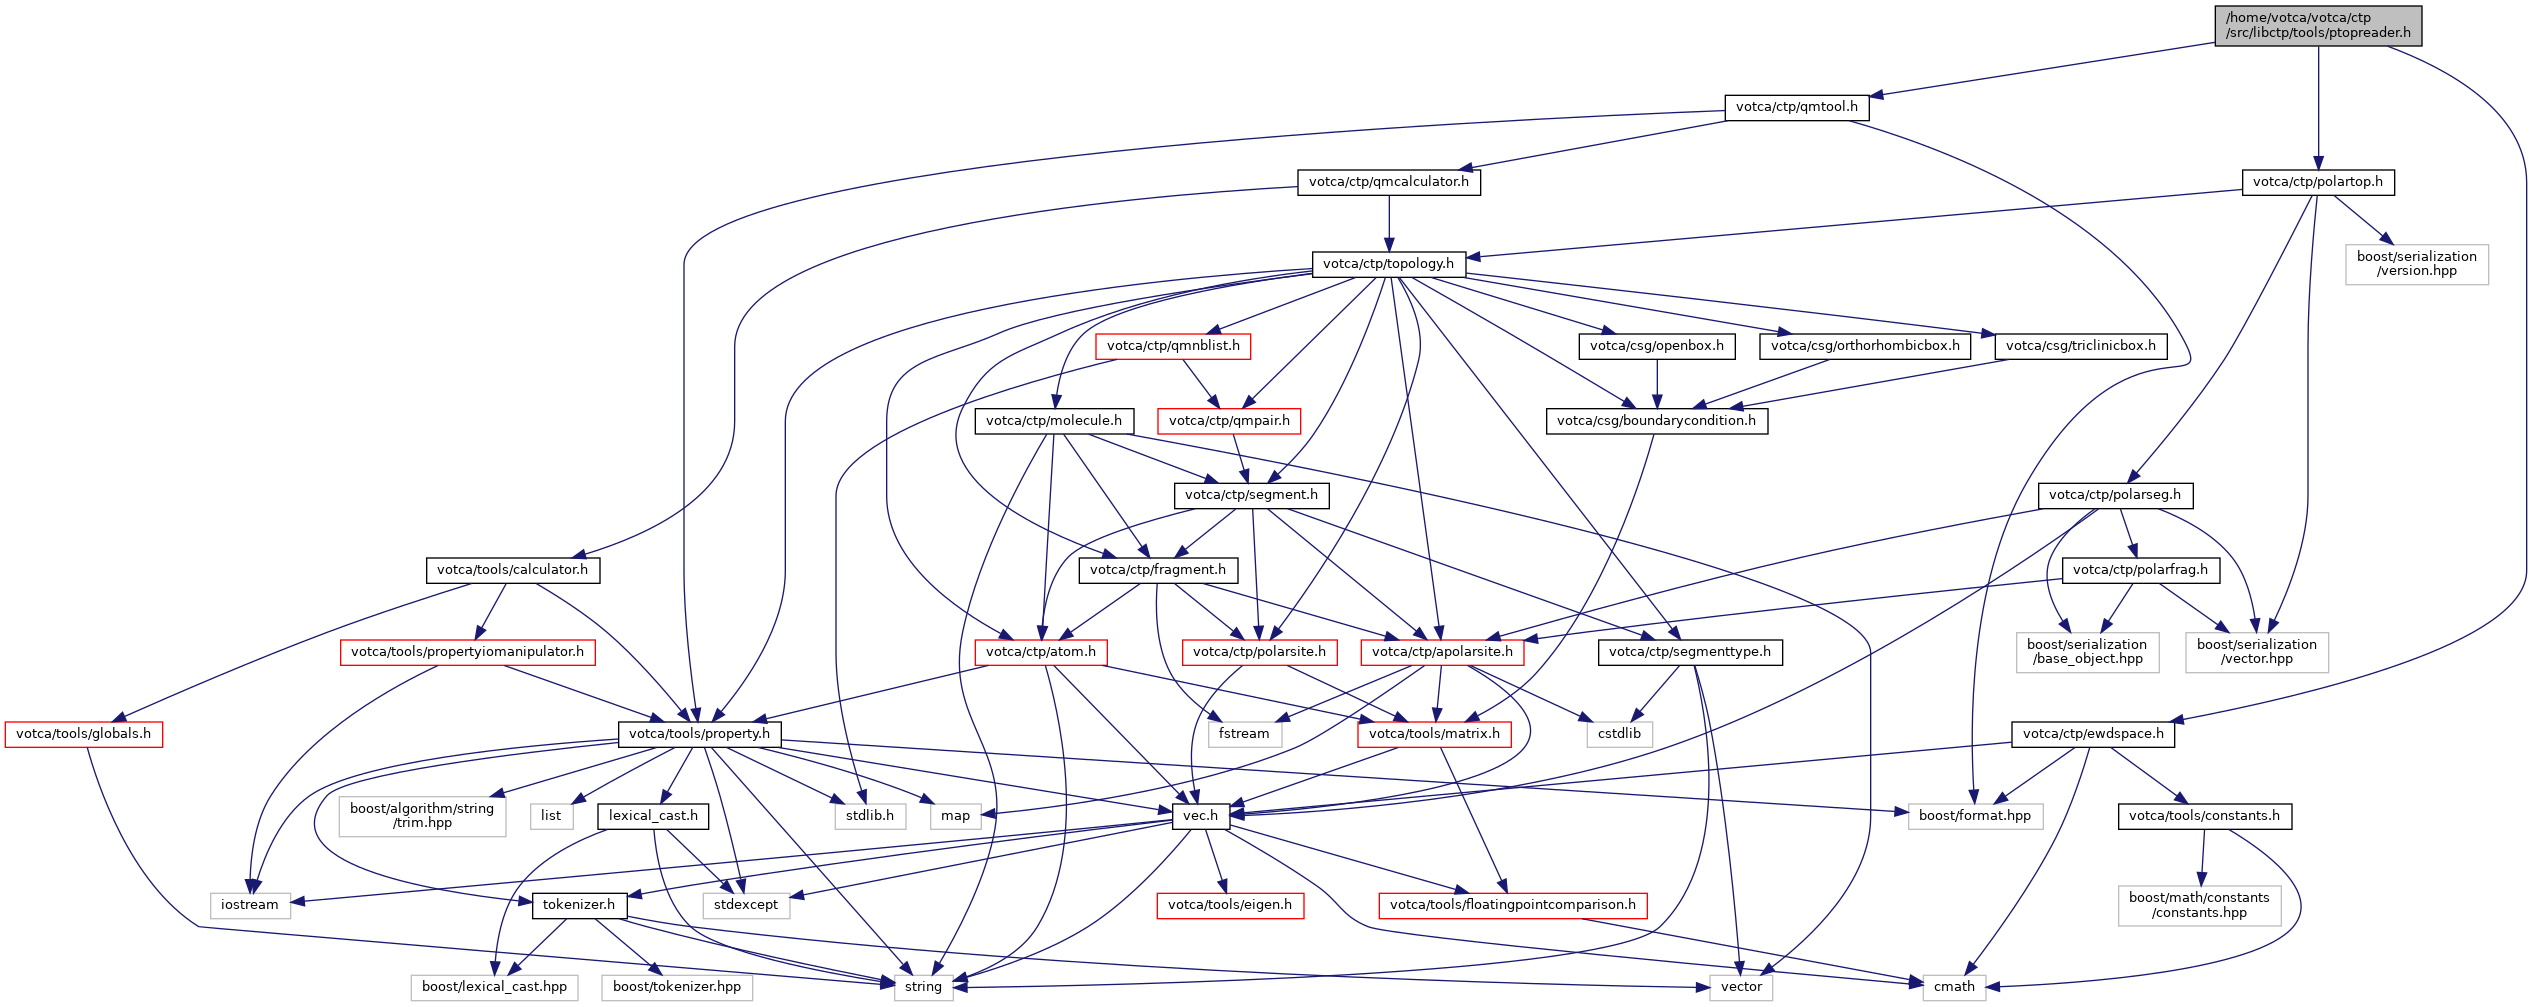 /home/votca/votca/ctp
/src/libctp/tools/ptopreader.h
votca/ctp/qmtool.h
votca/ctp/qmcalculator.h
votca/ctp/polartop.h
votca/ctp/topology.h
boost/serialization
/version.hpp
votca/ctp/qmnblist.h
votca/csg/openbox.h
votca/csg/orthorhombicbox.h
votca/csg/triclinicbox.h
votca/ctp/molecule.h
votca/ctp/qmpair.h
votca/csg/boundarycondition.h
votca/ctp/segment.h
votca/ctp/polarseg.h
votca/tools/calculator.h
votca/ctp/fragment.h
votca/ctp/polarfrag.h
votca/tools/propertyiomanipulator.h
votca/ctp/atom.h
votca/ctp/polarsite.h
votca/ctp/apolarsite.h
votca/ctp/segmenttype.h
boost/serialization
/base_object.hpp
boost/serialization
/vector.hpp
votca/tools/globals.h
votca/tools/property.h
fstream
votca/tools/matrix.h
cstdlib
votca/ctp/ewdspace.h
boost/algorithm/string
/trim.hpp
list
lexical_cast.h
stdlib.h
map
vec.h
boost/format.hpp
votca/tools/constants.h
iostream
tokenizer.h
stdexcept
votca/tools/eigen.h
votca/tools/floatingpointcomparison.h
boost/math/constants
/constants.hpp
boost/lexical_cast.hpp
boost/tokenizer.hpp
string
vector
cmath